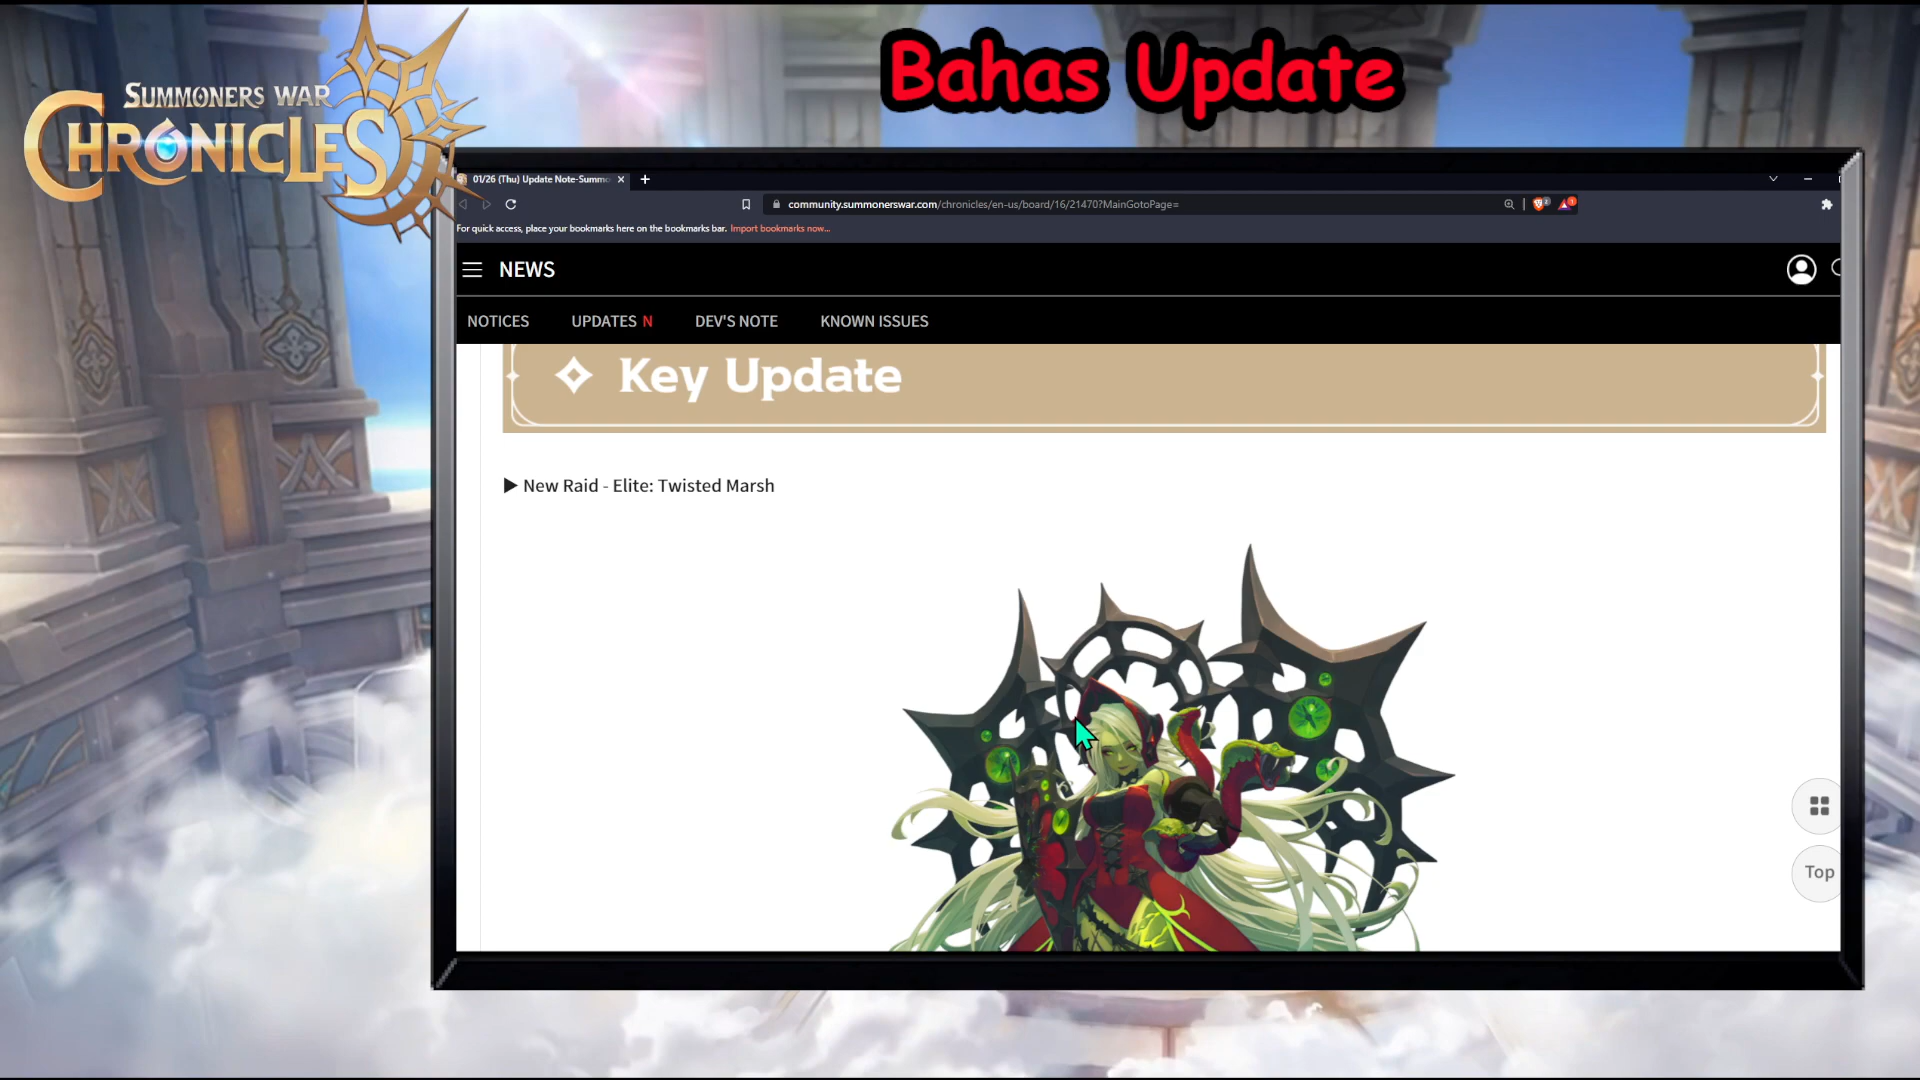 Bahas Update
SUMMONERS WAR
CHRONICLES
01/26 (Thu) Update Note-Summo
community.summonerswar.com/chronicles/en-us/board/16/21470?MainGotoPage=
For quick access, place your bookmarks here on the bookmarks bar. Import bookmarks now...
NEWS
NOTICES UPDATES N DEV'S NOTE KNOWN ISSUES
Key Update
▶ New Raid - Elite: Twisted Marsh
Top